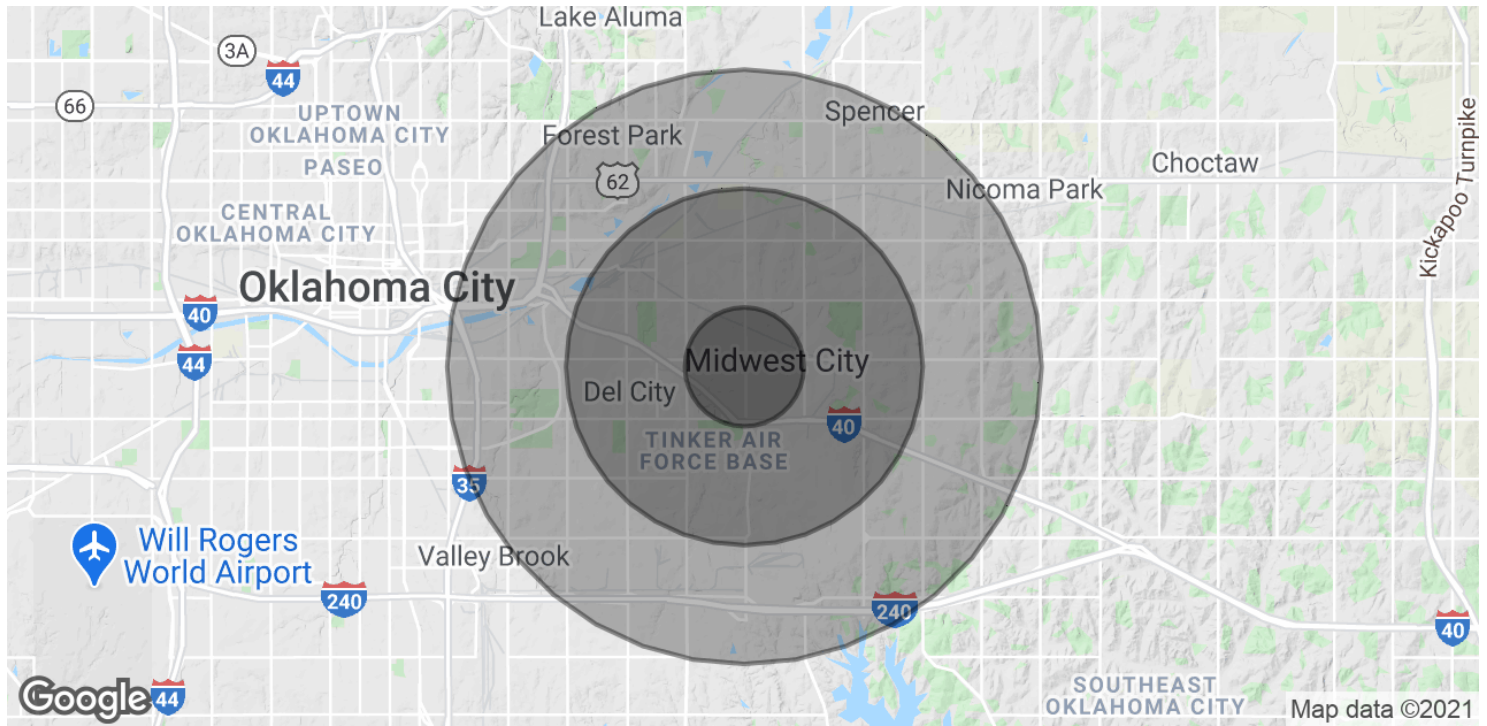 Lake Aluma
3A
44
66
UPTOWN
OKLAHOMA CITY
Spencer
Forest Park
PASEO
Choctaw
62
Nicoma Park
Kickapoo Turnpike
CENTRAL
OKLAHOMA CITY
Oklahoma City
40
44
Midwest City
Del City
40
TINKER AIR
FORCE BASE
35
Will Rogers
World Airport
Valley Brook
240
240
40
SOUTHEAST
OKLAHOMA CITY
Google
44
Map data ©2021